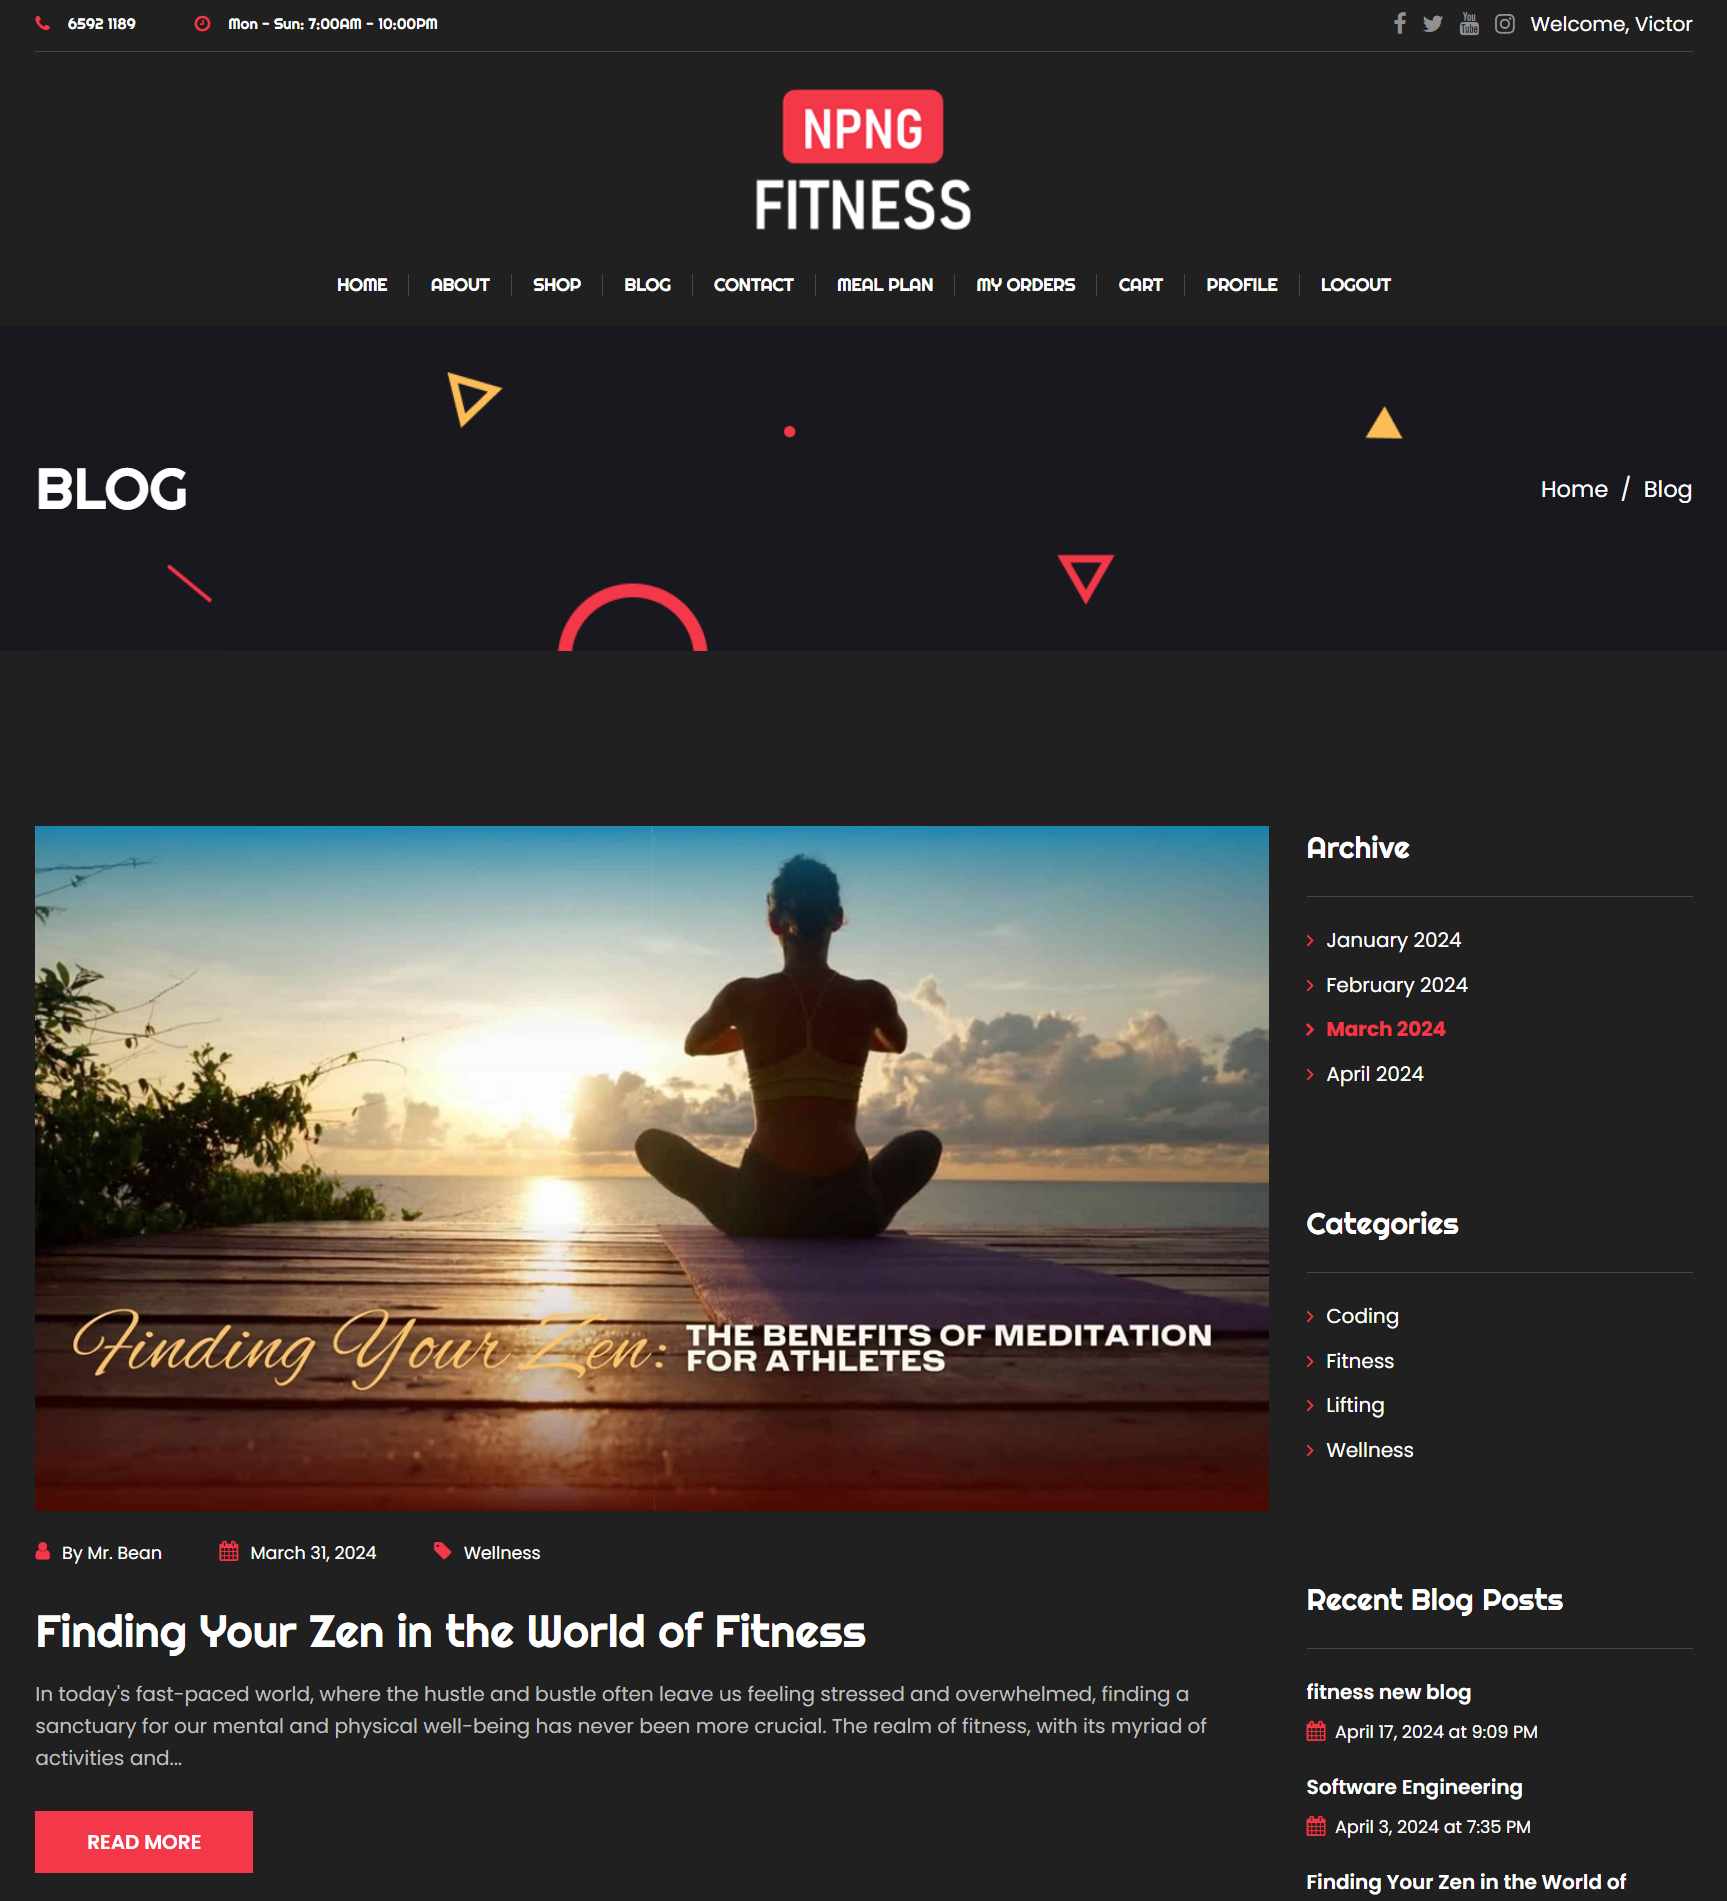 6592 1189
Mon - Sun: 7:00AM - 10:00PM
You Tube
Welcome, Victor
NPNG
FITNESS
HOME
ABOUT
SHOP
BLOG
CONTACT
MEAL PLAN
MY ORDERS
CART
PROFILE
LOGOUT
BLOG
Home / Blog
Finding Your Zen: THE BENEFITS OF MEDITATION
FOR ATHLETES
By Mr. Bean
March 31, 2024
Wellness
Finding Your Zen in the World of Fitness
In today's fast-paced world, where the hustle and bustle often leave us feeling stressed and overwhelmed, finding a
sanctuary for our mental and physical well-being has never been more crucial. The realm of fitness, with its myriad of
activities and...
READ MORE
Archive
January 2024
February 2024
March 2024
April 2024
Categories
Coding
Fitness
Lifting
Wellness
Recent Blog Posts
fitness new blog
April 17, 2024 at 9:09 PM
Software Engineering
April 3, 2024 at 7:35 PM
Finding Your Zen in the World of